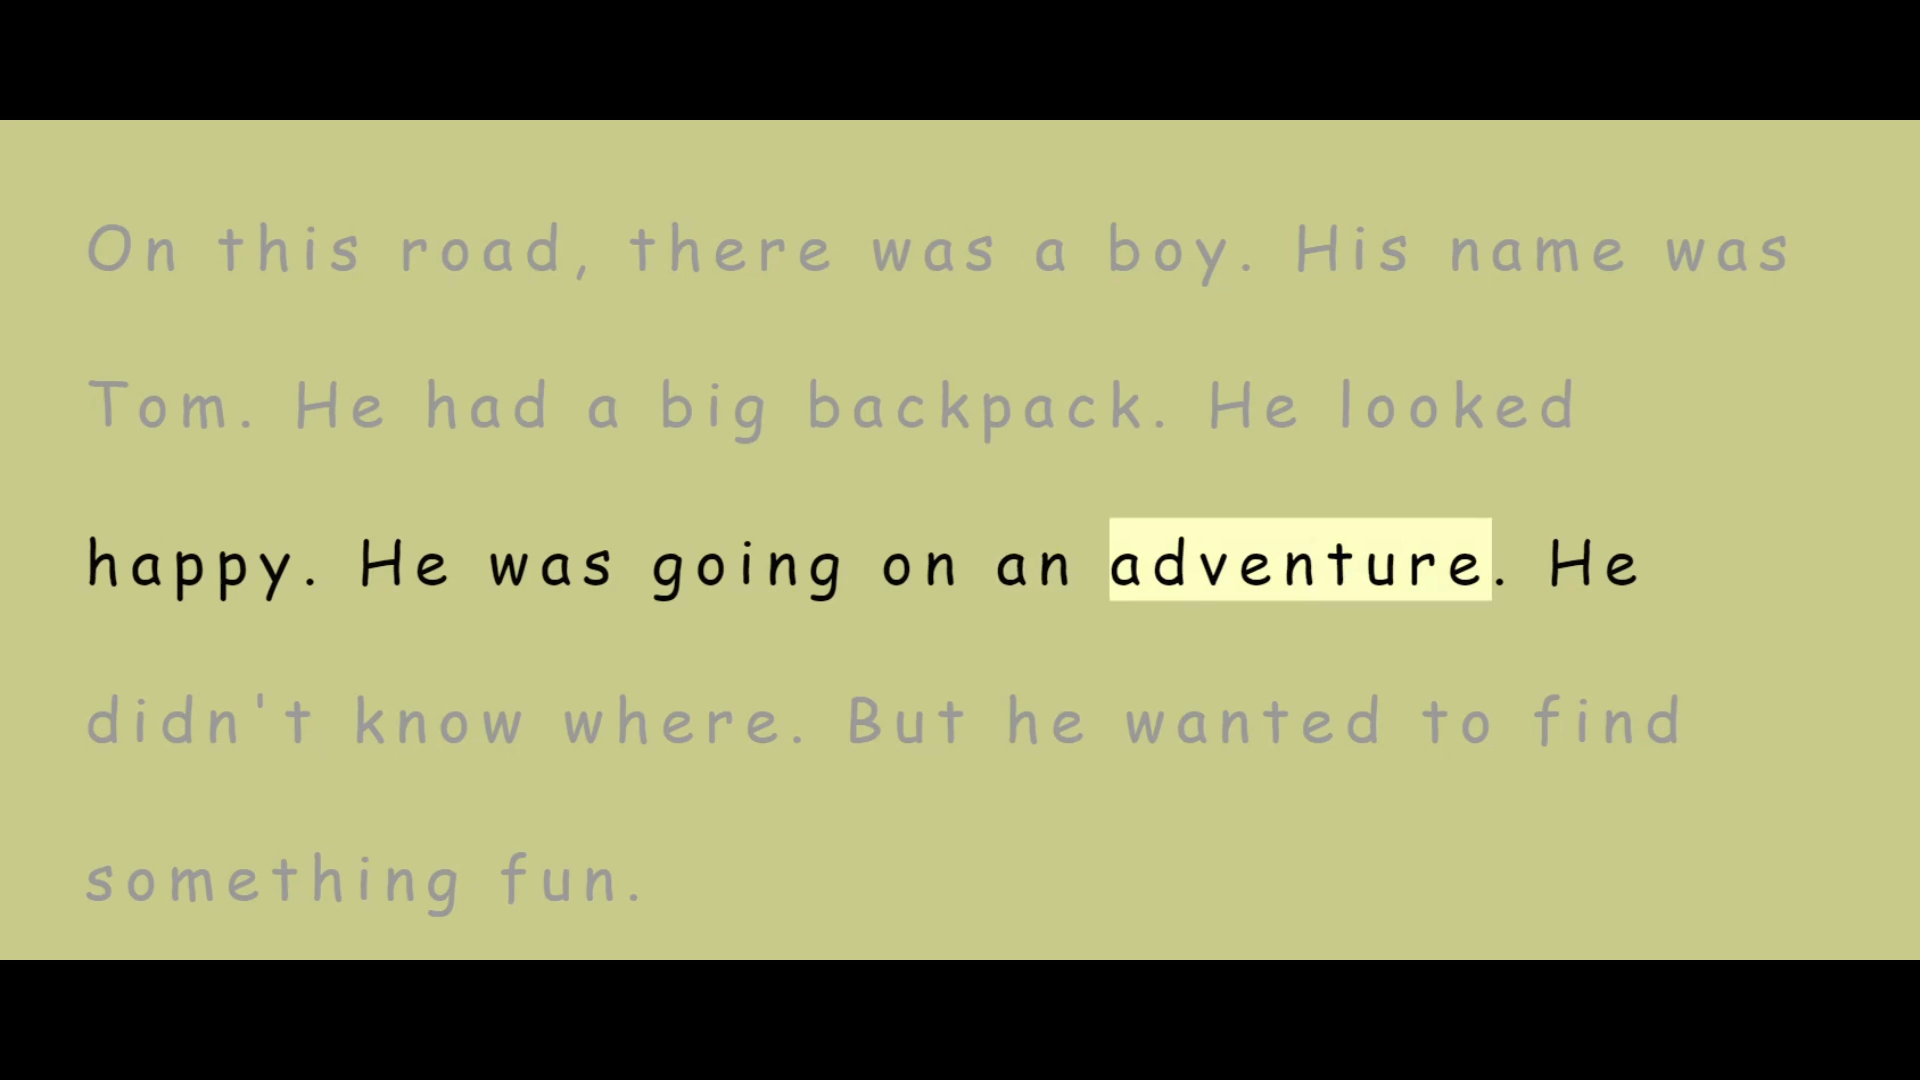 On this road, there was a boy. His name was
Tom. He had a big backpack. He looked
happy. He was going on an adventure. He
didn't know where. But he wanted to find
something fun.